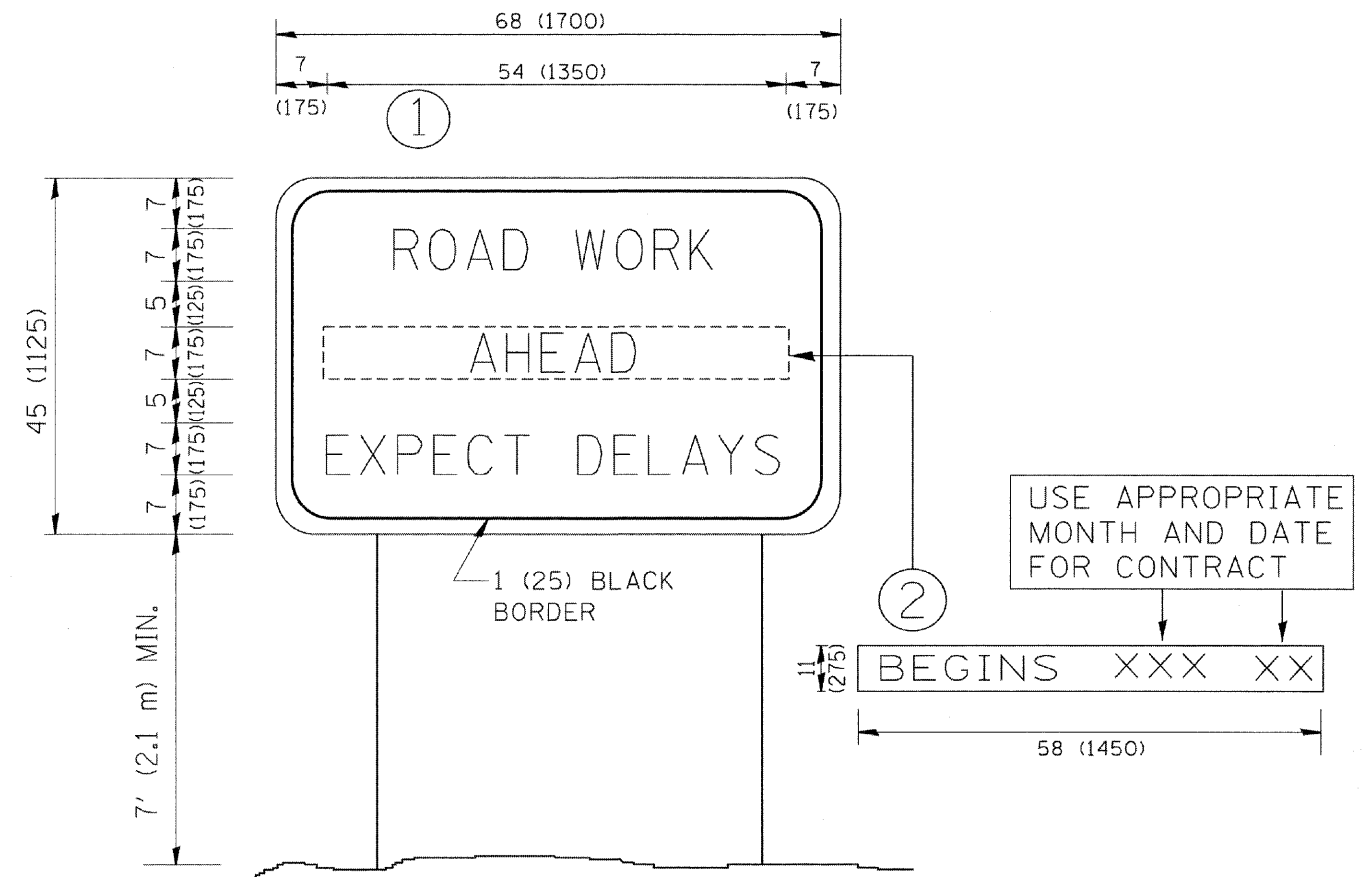 68 (1700)
7
54 (1350)
7
(175)
(175)
1
45 (1125)
7
(175)
7
(175)
5
(125)
7
(175)
5
(125)
7
(175)
7
(175)
ROAD WORK
AHEAD
EXPECT DELAYS
1 (25) BLACK
BORDER
7' (2.1 m) MIN.
2
USE APPROPRIATE
MONTH AND DATE
FOR CONTRACT
11
(275)
BEGINS XXX XX
58 (1450)